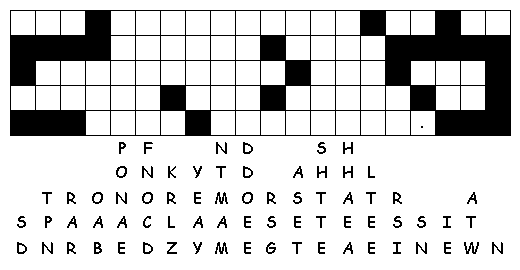 P F N D S H
O N K Y T D A H H L
T R O N O R E M O R S T A T R A
S P A A A C L A A E S E T E E S S I T
D N R B E D Z Y M E G T E A E I N E W N